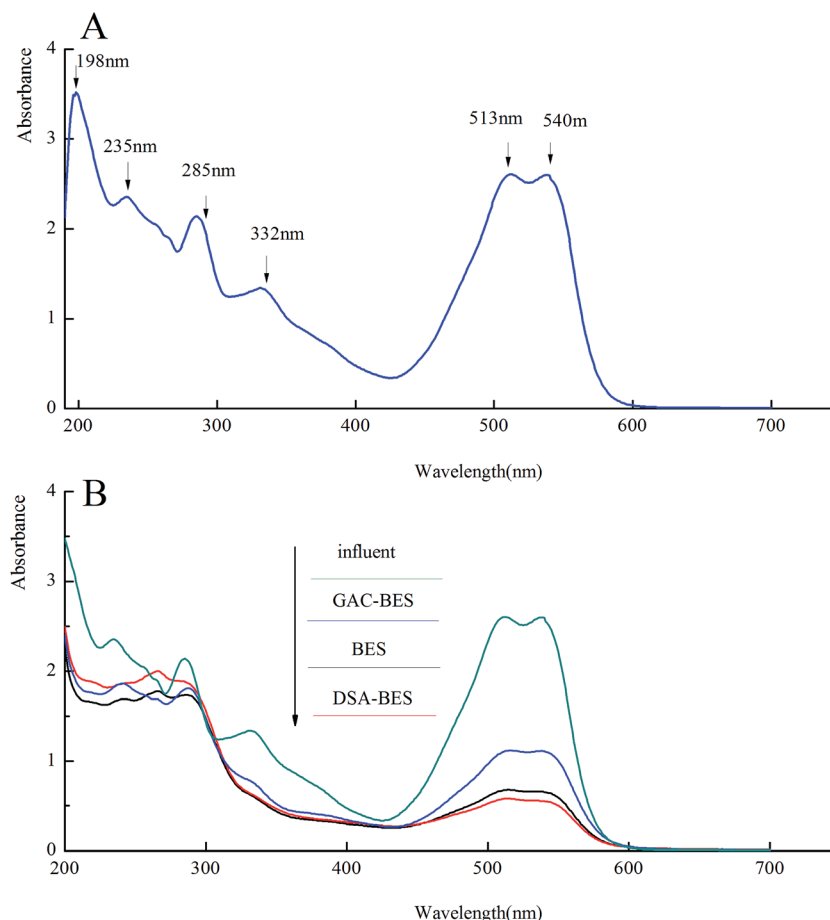 A
Absorbance
4
3
2
1
0
198nm
235nm
285nm
332nm
513nm
540m
200
300
400
500
600
700
Wavelength(nm)
B
Absorbance
4
3
2
1
0
influent
GAC-BES
BES
DSA-BES
200
300
400
500
600
700
Wavelength(nm)